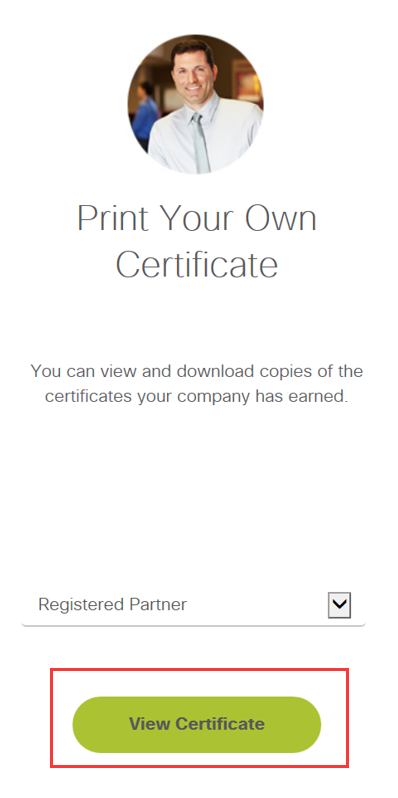 Print Your Own
Certificate
You can view and download copies of the
certificates your company has earned.
Registered Partner
View Certificate